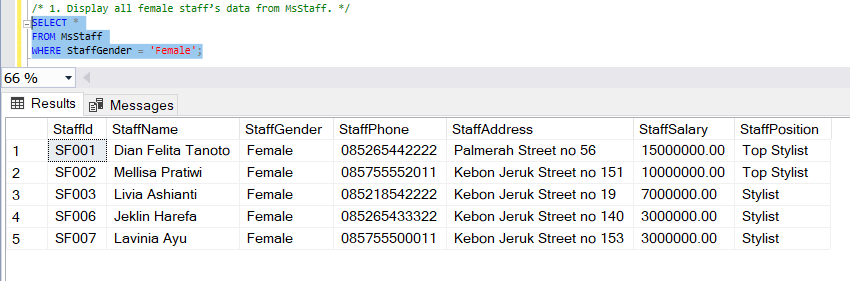 /* 1. Display all female staff's data from MsStaff. */
SELECT *
FROM MsStaff
WHERE StaffGender = 'Female';
66 %
Results Messages
StaffId StaffName StaffGender StaffPhone StaffAddress StaffSalary StaffPosition
1 SF001 Dian Felita Tanoto Female 085265442222 Palmerah Street no 56 15000000.00 Top Stylist
2 SF002 Mellisa Pratiwi Female 085755552011 Kebon Jeruk Street no 151 10000000.00 Top Stylist
3 SF003 Livia Ashianti Female 085218542222 Kebon Jeruk Street no 19 7000000.00 Stylist
4 SF006 Jeklin Harefa Female 085265433322 Kebon Jeruk Street no 140 3000000.00 Stylist
5 SF007 Lavinia Ayu Female 085755500011 Kebon Jeruk Street no 153 3000000.00 Stylist